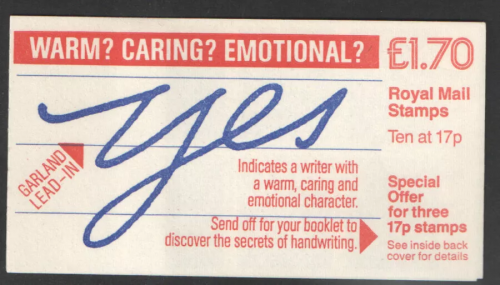 WARM? CARING? EMOTIONAL?
£1.70
Royal Mail
Stamps
Ten at 17p
yes
GARLAND
LEAD-IN
Indicates a writer with
a warm, caring and
emotional character.
Send off for your booklet to
discover the secrets of handwriting.
Special
Offer
for three
17p stamps
See inside back
cover for details